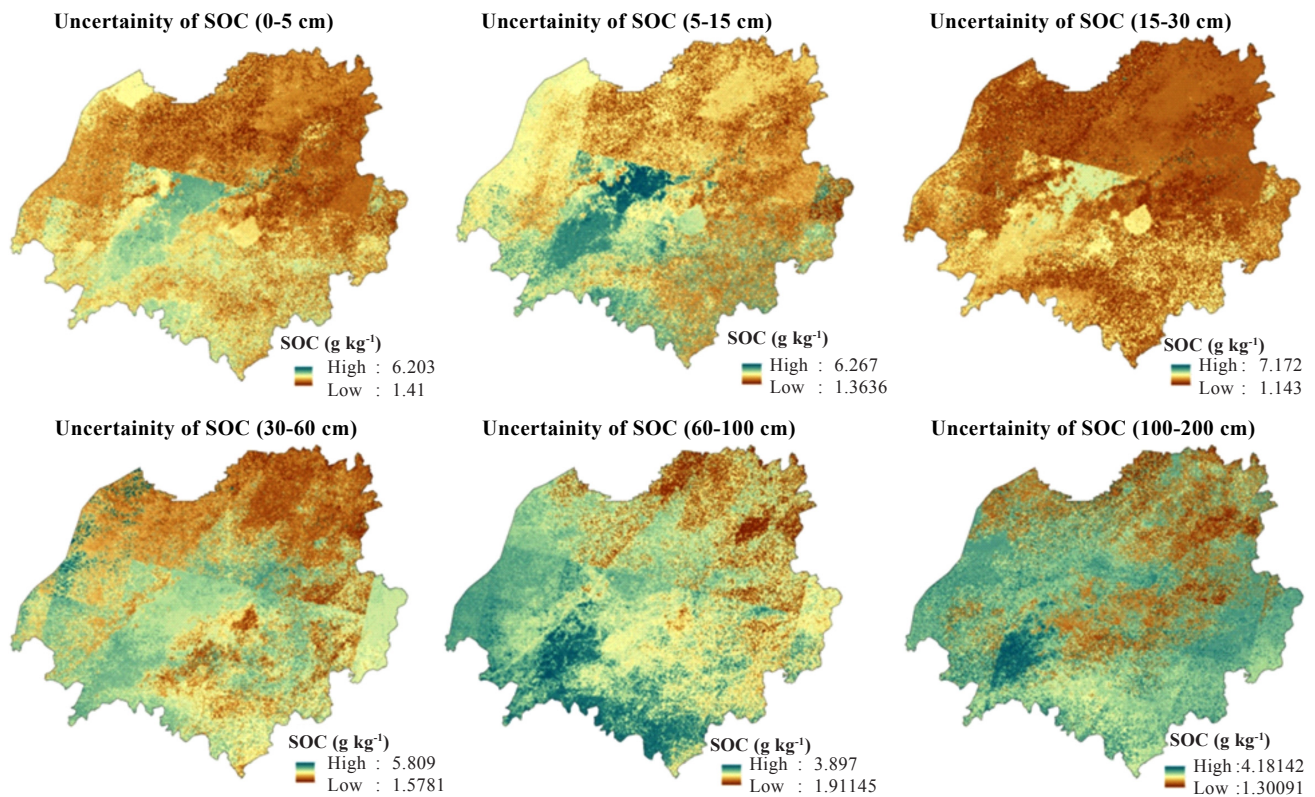 Uncertainity of SOC (0-5 cm)
Uncertainity of SOC (5-15 cm)
Uncertainity of SOC (15-30 cm)
SOC (g kg⁻¹)
High : 6.203
Low : 1.41
SOC (g kg⁻¹)
High : 6.267
Low : 1.3636
SOC (g kg⁻¹)
High : 7.172
Low : 1.143
Uncertainity of SOC (30-60 cm)
Uncertainity of SOC (60-100 cm)
Uncertainity of SOC (100-200 cm)
SOC (g kg⁻¹)
High : 5.809
Low : 1.5781
SOC (g kg⁻¹)
High : 3.897
Low : 1.91145
SOC (g kg⁻¹)
High :4.18142
Low :1.30091